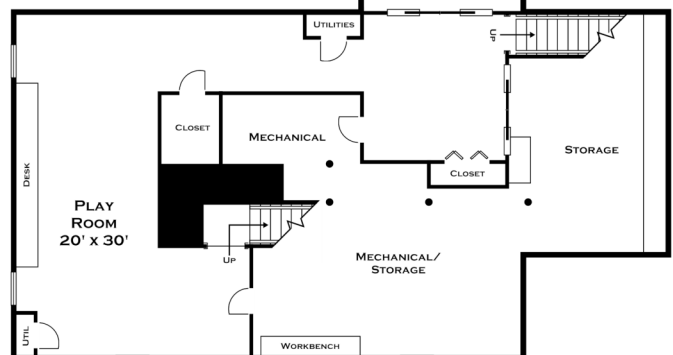 UTILITIES
UP
CLOSET
MECHANICAL
STORAGE
CLOSET
DESK
PLAY
ROOM
20' x 30'
UP
MECHANICAL/
STORAGE
UTIL
WORKBENCH